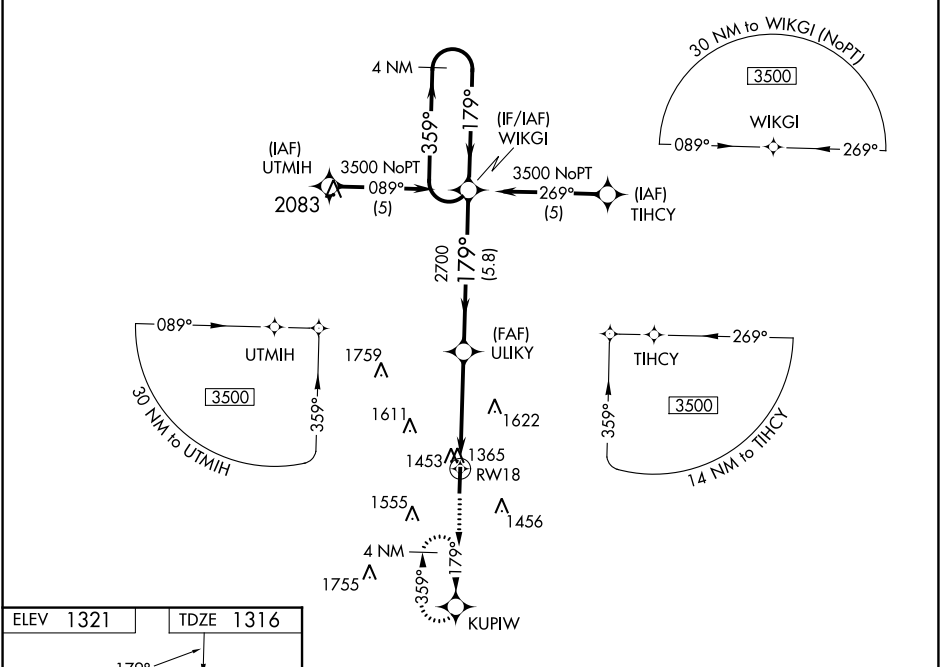 30 NM to WIKGI (NoPT)
3500
WIKGI
089°
269°
4 NM
359°
179°
(IF/IAF)
WIKGI
(IAF)
UTMIH
2083
3500 NoPT
089°
(5)
3500 NoPT
269°
(5)
(IAF)
TIHCY
2700
179°
(5.8)
089°
UTMIH
3500
359°
30 NM to UTMIH
(FAF)
ULIKY
269°
TIHCY
3500
359°
14 NM to TIHCY
1759
1611
1622
1453
1365
RW18
1555
1456
4 NM
359°
179°
1755
KUPIW
ELEV 1321
TDZE 1316
179°